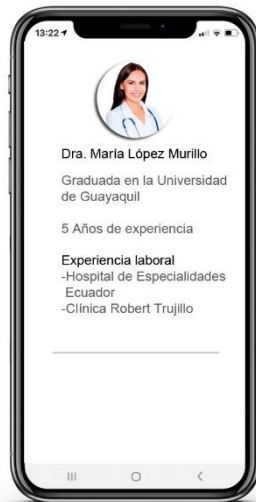 13:22
Dra. María López Murillo
Graduada en la Universidad
de Guayaquil
5 Años de experiencia
Experiencia laboral
-Hospital de Especialidades
Ecuador
-Clínica Robert Trujillo